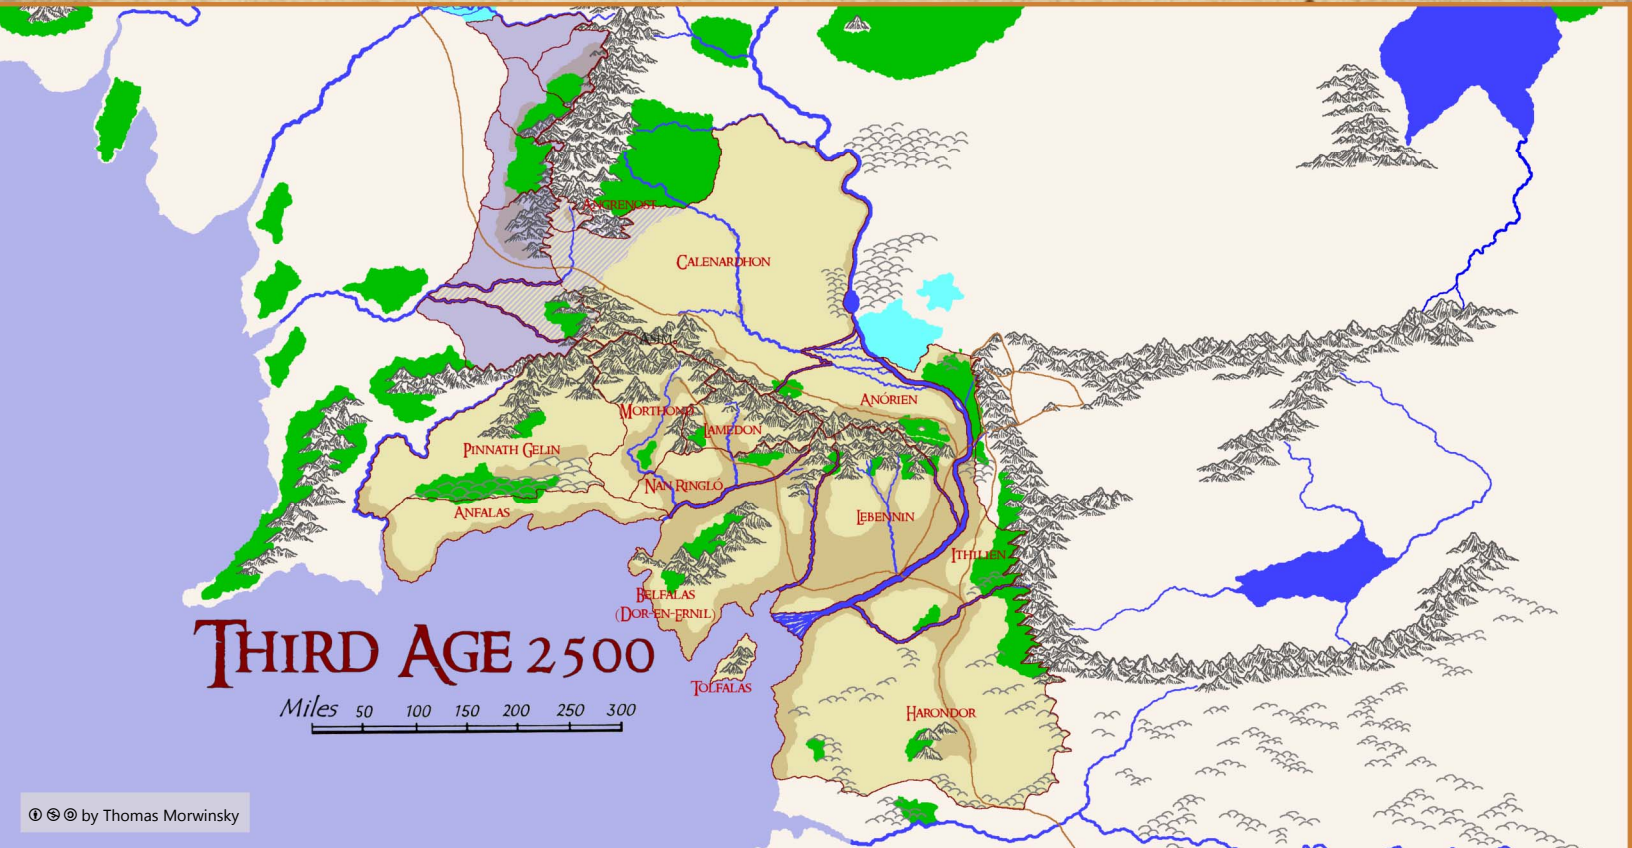 Angrenost
Calenardhon
Anórien
Morthond
Lamedon
Pinnath Gelin
Nan Ringló
Anfalas
Lebennin
Ithilien
Belfalas
(Dor-en-Ernil)
Third Age 2500
Tolfalas
Miles 50 100 150 200 250 300
Harondor
by Thomas Morwinsky